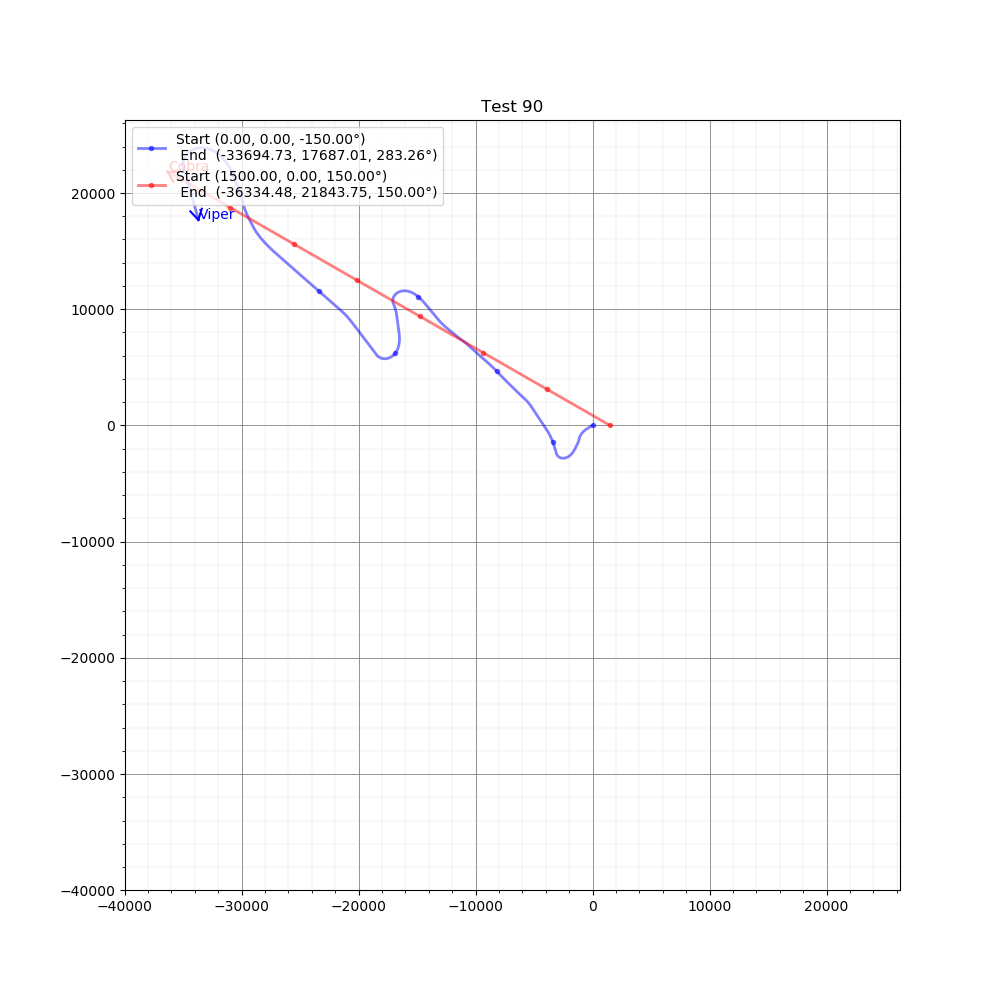 Test 90
Start (0.00, 0.00, -150.00°)
End (-33694.73, 17687.01, 283.26°)
Start (1500.00, 0.00, 150.00°)
End (-36334.48, 21843.75, 150.00°)
Cobra
Viper
20000
10000
0
−10000
−20000
−30000
−40000
−40000 −30000 −20000 −10000 0 10000 20000